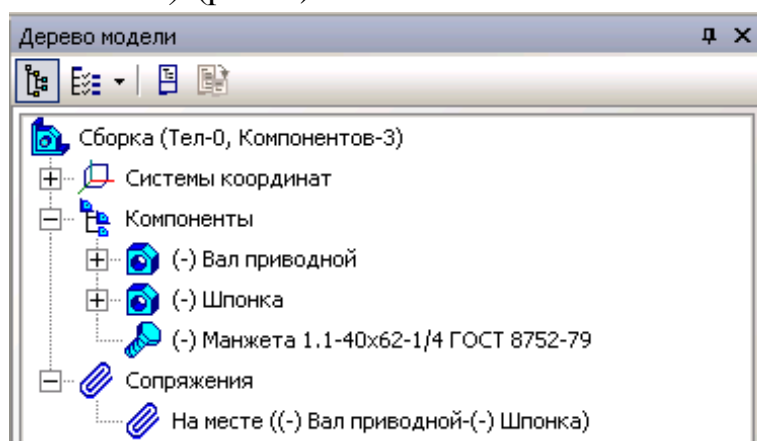 Дерево модели
Сборка (Тел-0, Компонентов-3)
Системы координат
Компоненты
(-) Вал приводной
(-) Шпонка
(-) Манжета 1.1-40x62-1/4 ГОСТ 8752-79
Сопряжения
На месте ((-) Вал приводной-(-) Шпонка)